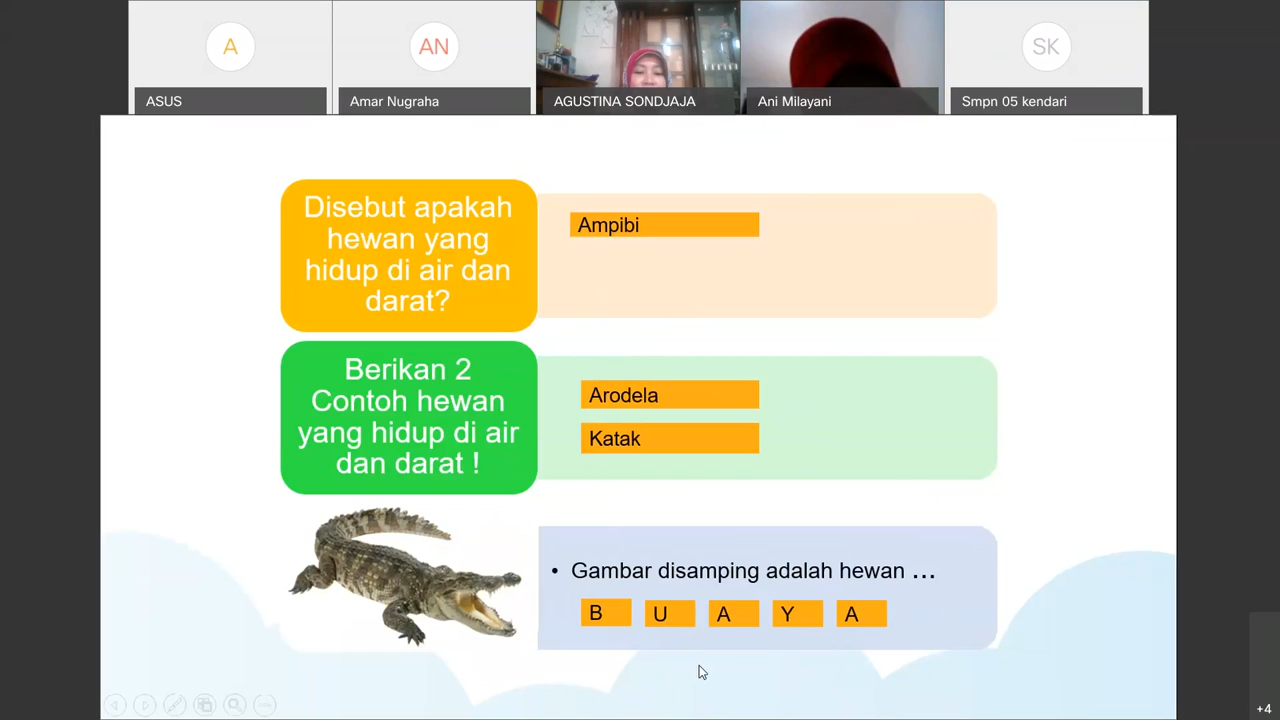 A
AN
SK
ASUS
Amar Nugraha
AGUSTINA SONDJAJA
Ani Milayani
Smpn 05 kendari
Disebut apakah
hewan yang
hidup di air dan
darat?
Ampibi
Berikan 2
Contoh hewan
yang hidup di air
dan darat !
Arodela
Katak
• Gambar disamping adalah hewan ...
B U A Y A
+4